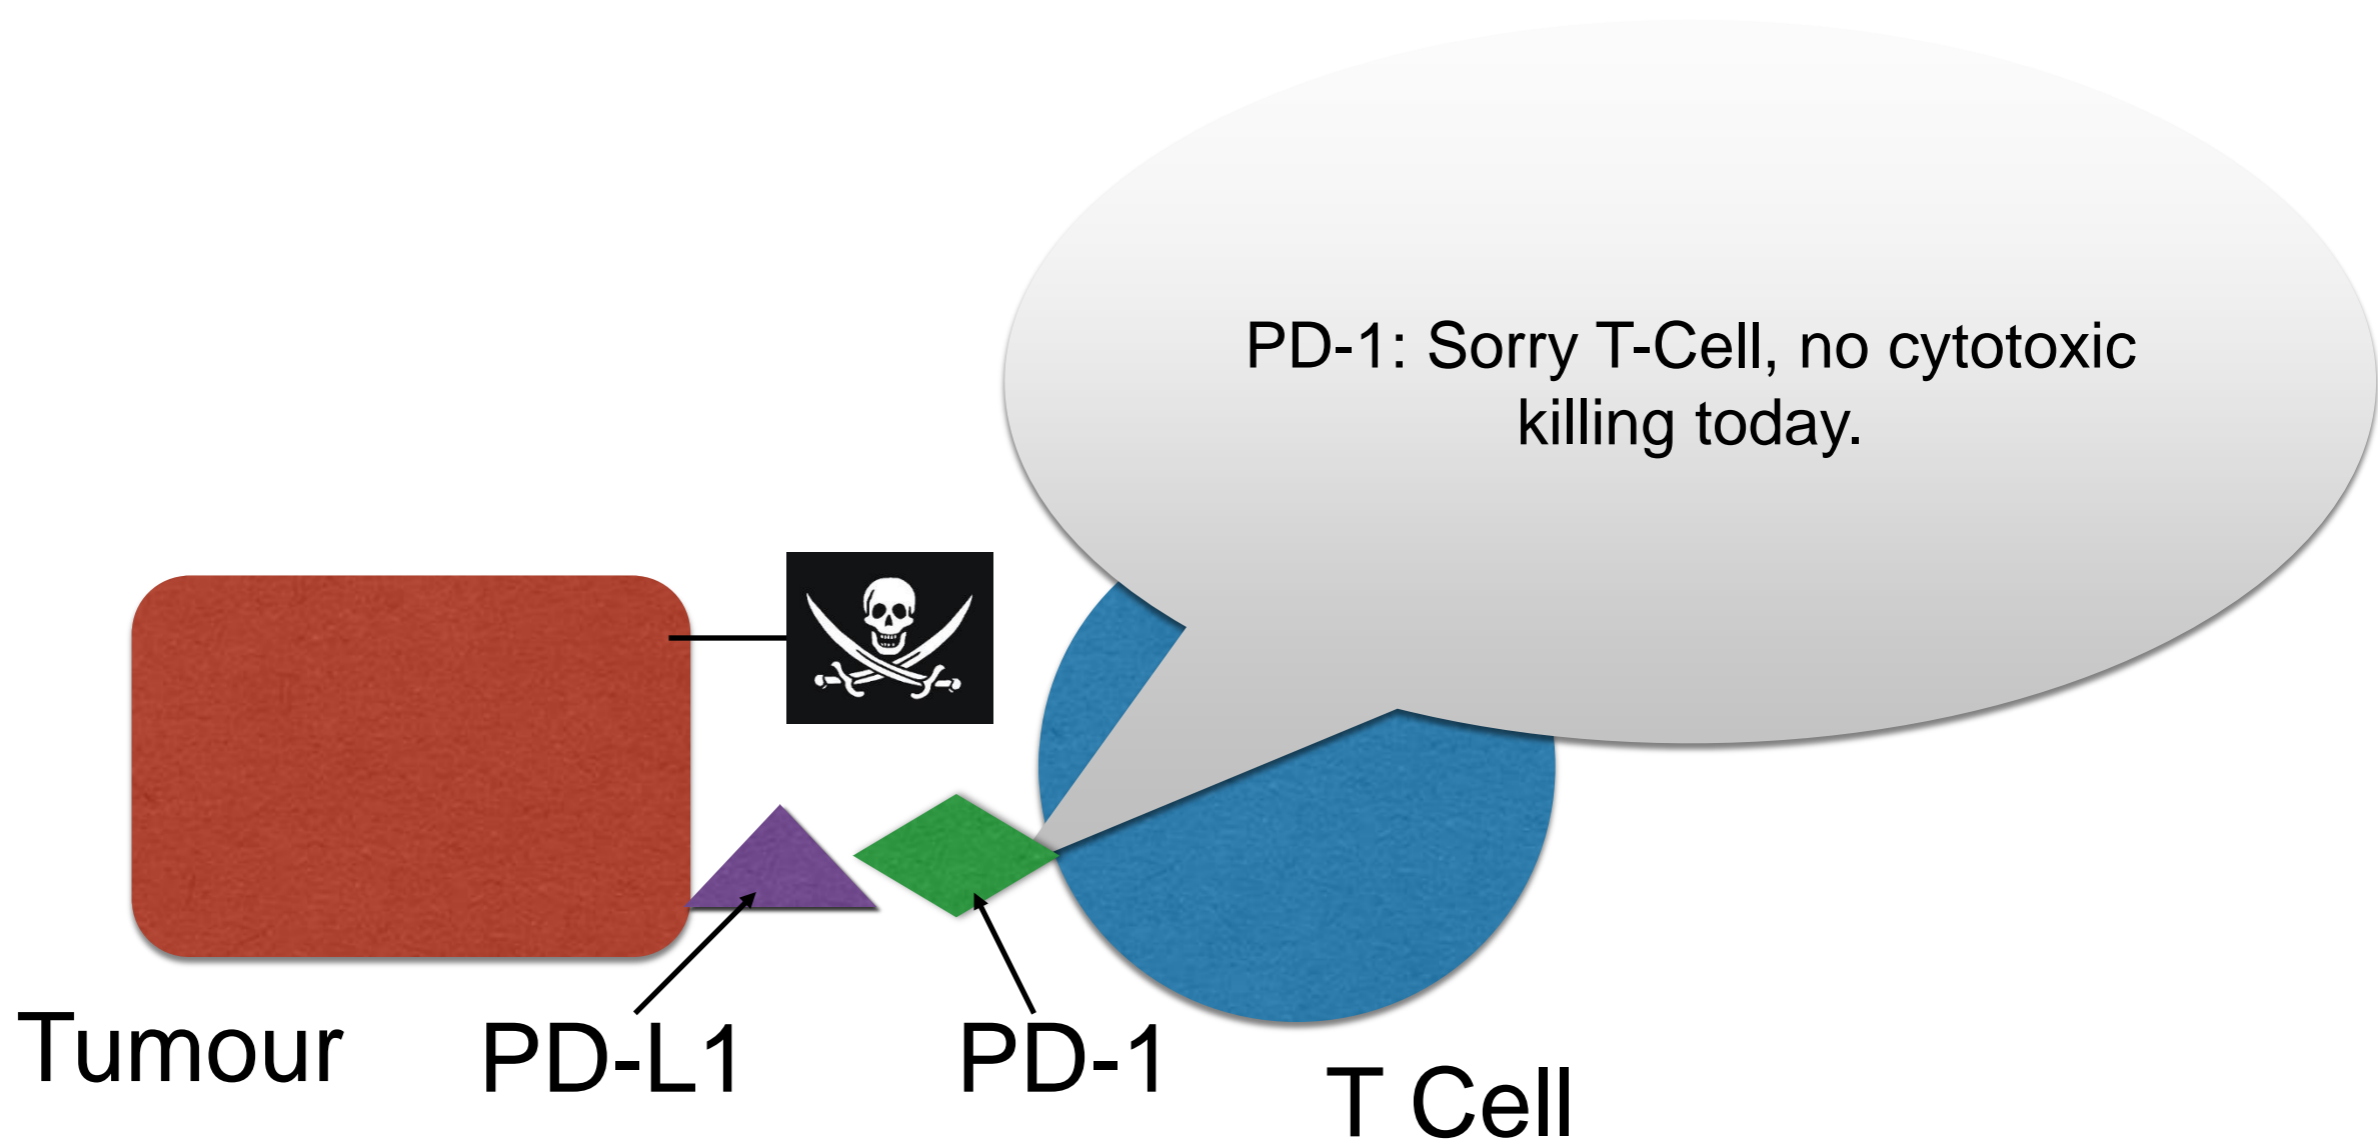 PD-1: Sorry T-Cell, no cytotoxic
killing today.
Tumour
PD-L1
PD-1
T Cell